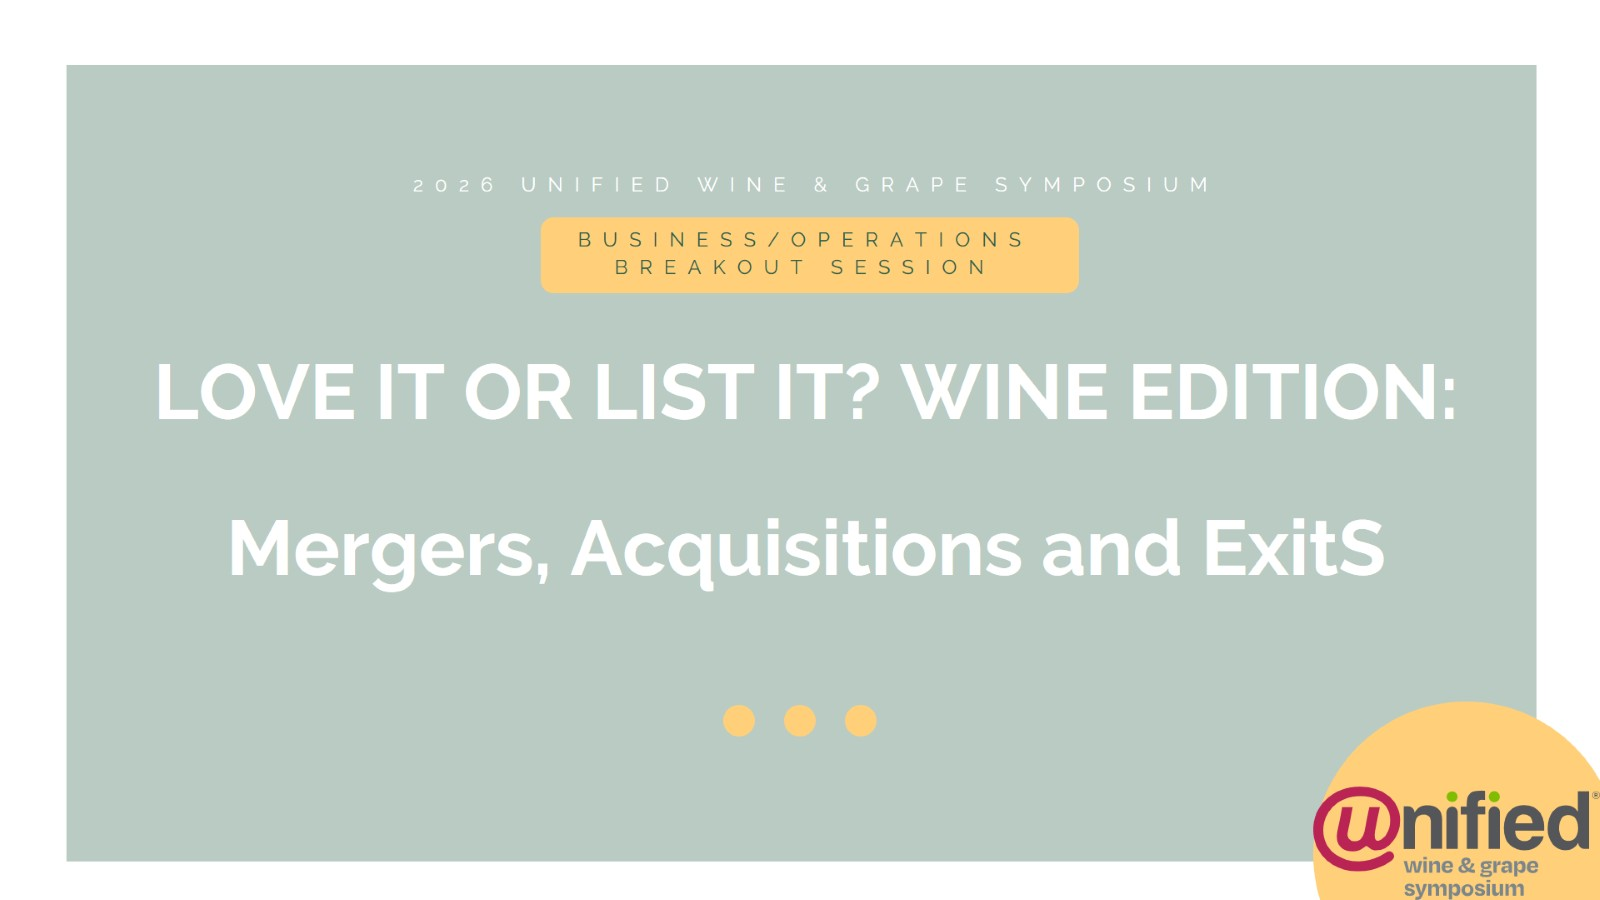 2026 UNIFIED WINE & GRAPE SYMPOSIUM
BUSINESS/OPERATIONS
BREAKOUT SESSION
LOVE IT OR LIST IT? WINE EDITION:
Mergers, Acquisitions and ExitS
@unified®
wine & grape
symposium